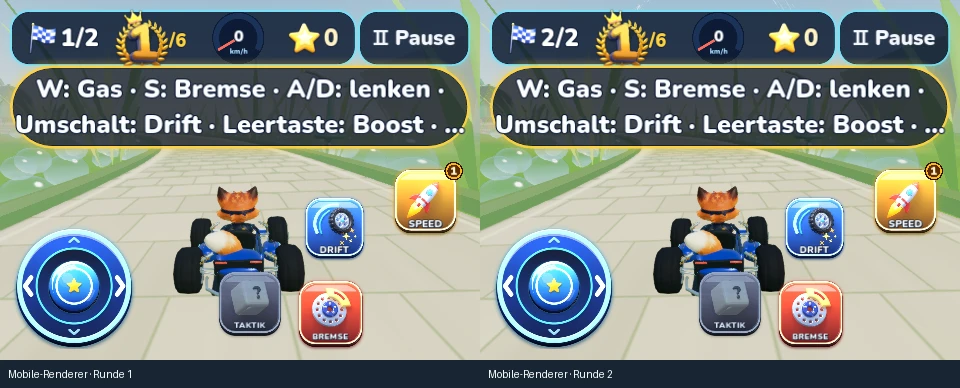 1/2 1/6 0 km/h 0 II Pause
W: Gas · S: Bremse · A/D: lenken ·
Umschalt: Drift · Leertaste: Boost · ...
1
SPEED
DRIFT
?
TAKTIK
BREMSE
Mobile-Renderer · Runde 1
2/2 1/6 0 km/h 0 II Pause
W: Gas · S: Bremse · A/D: lenken ·
Umschalt: Drift · Leertaste: Boost · ...
1
SPEED
DRIFT
?
TAKTIK
BREMSE
Mobile-Renderer · Runde 2